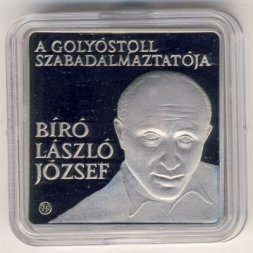 A GOLYÓSTOLL
SZABADALMAZTATÓJA
BÍRÓ
LÁSZLÓ
JÓZSEF